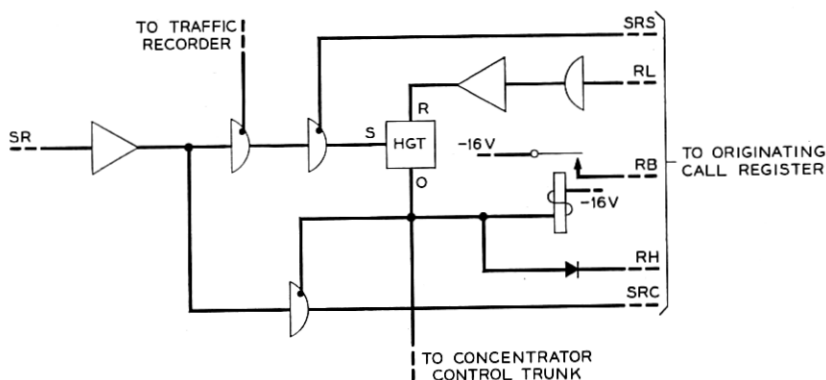 TO TRAFFIC
RECORDER
SRS
RL
R
SR
S
HGT
-16V
TO ORIGINATING
CALL REGISTER
RB
O
-16V
RH
SRC
TO CONCENTRATOR
CONTROL TRUNK